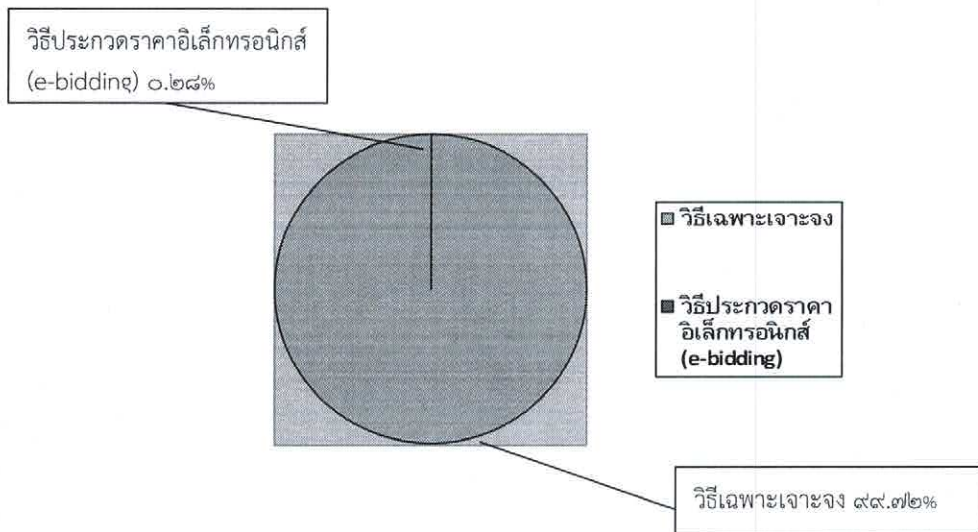 วิธีประกวดราคาอิเล็กทรอนิกส์
(e-bidding) ๐.๒๘%
วิธีเฉพาะเจาะจง
วิธีประกวดราคา
อิเล็กทรอนิกส์
(e-bidding)
วิธีเฉพาะเจาะจง ๙๙.๗๒%